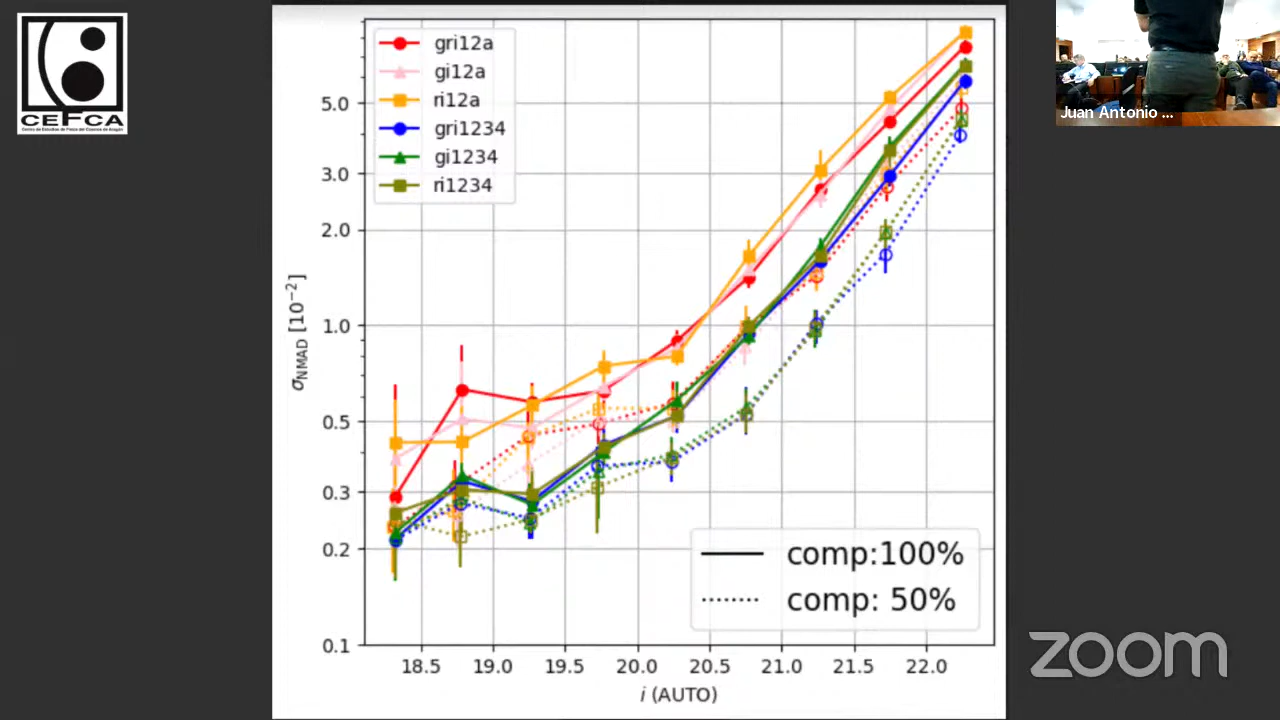 CEFCA
Centro de Estudios de Física del Cosmos de Aragón
gri12a
gi12a
ri12a
gri1234
gi1234
ri1234
5.0
3.0
2.0
1.0
0.5
0.3
0.2
0.1
σNMAD [10⁻²]
comp:100%
comp: 50%
18.5 19.0 19.5 20.0 20.5 21.0 21.5 22.0
i (AUTO)
Juan Antonio ...
zoom